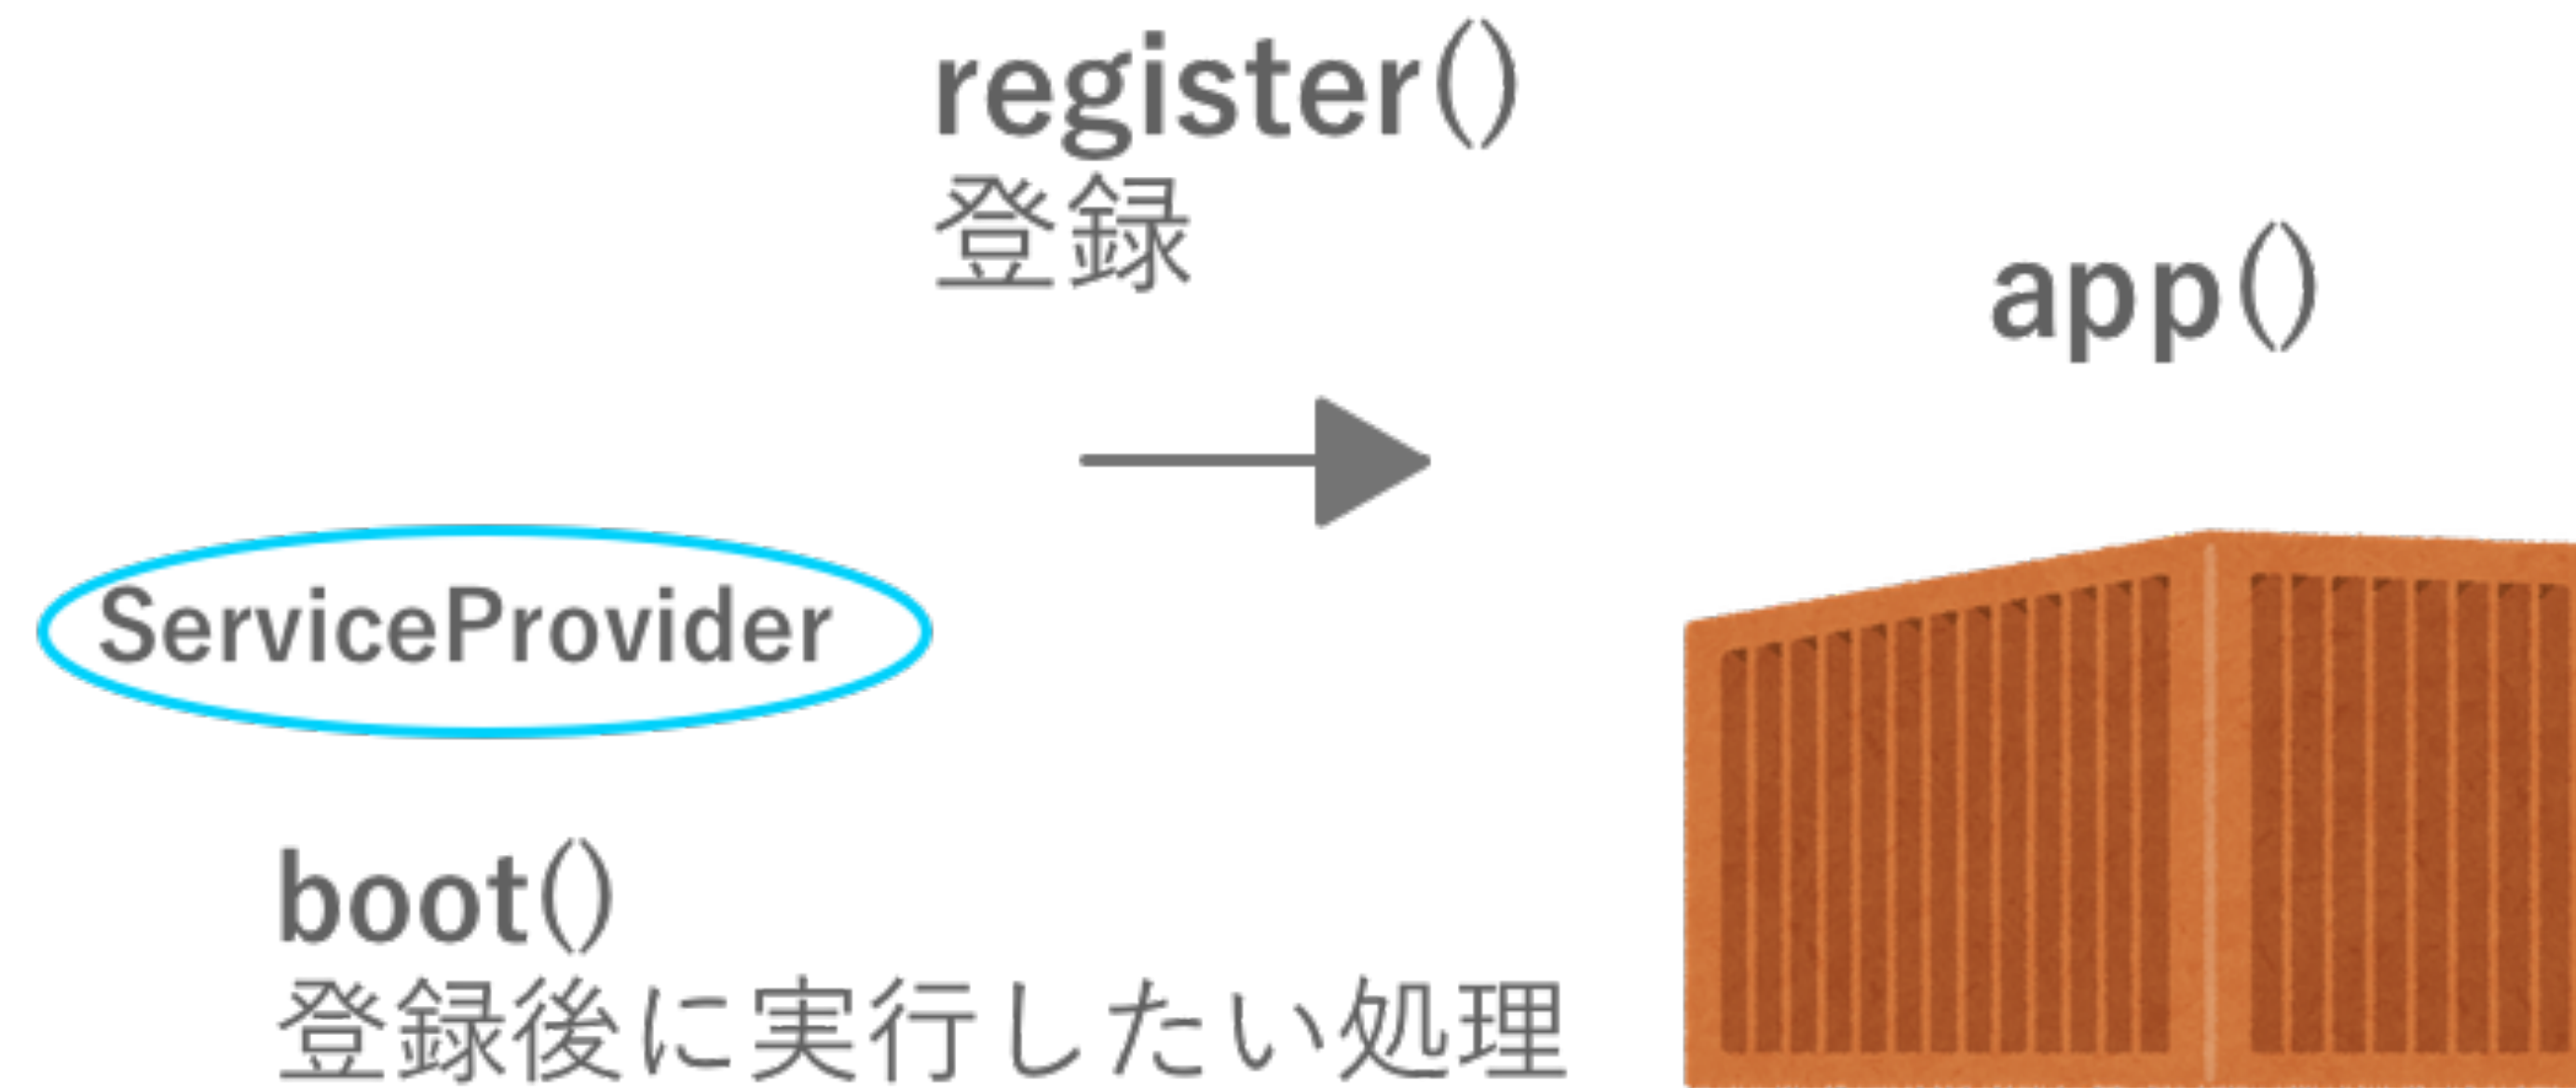 register()
登録
app()
ServiceProvider
boot()
登録後に実行したい処理